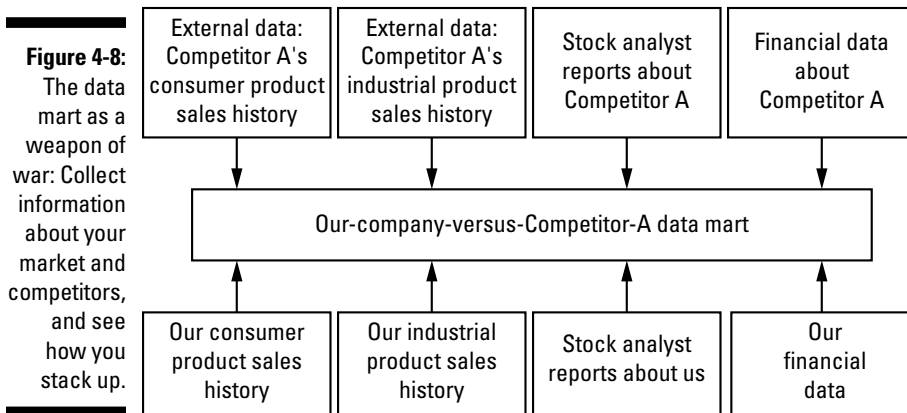 Figure 4-8:
The data
mart as a
weapon of
war: Collect
information
about your
market and
competitors,
and see
how you
stack up.
External data:
Competitor A's
consumer product
sales history
External data:
Competitor A's
industrial product
sales history
Stock analyst
reports about
Competitor A
Financial data
about
Competitor A
Our-company-versus-Competitor-A data mart
Our consumer
product sales
history
Our industrial
product sales
history
Stock analyst
reports about us
Our
financial
data